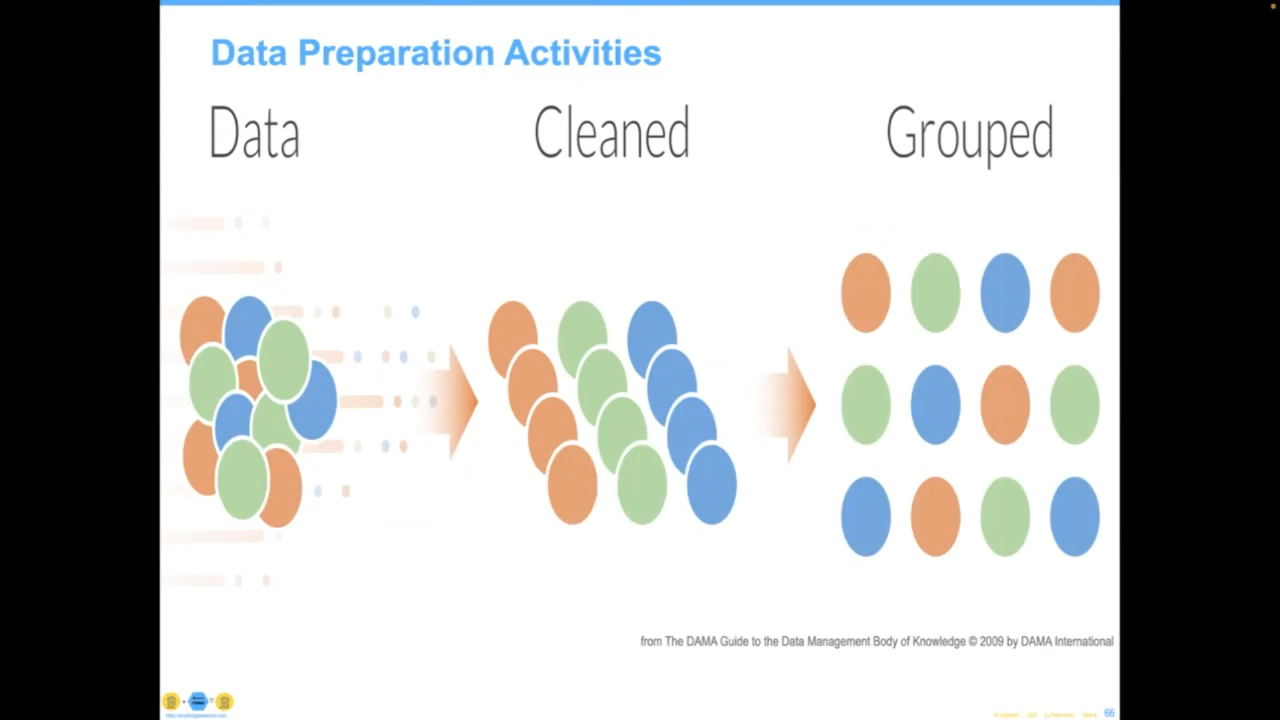 Data Preparation Activities
Data
Cleaned
Grouped
from The DAMA Guide to the Data Management Body of Knowledge © 2009 by DAMA International
66